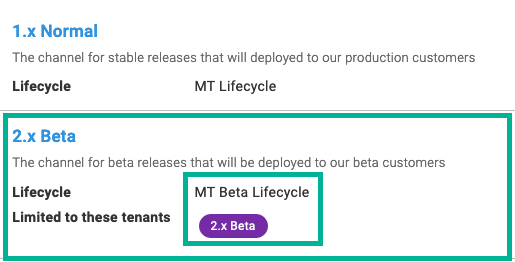 1.x Normal
The channel for stable releases that will deployed to our production customers
Lifecycle MT Lifecycle
2.x Beta
The channel for beta releases that will be deployed to our beta customers
Lifecycle MT Beta Lifecycle
Limited to these tenants 2.x Beta